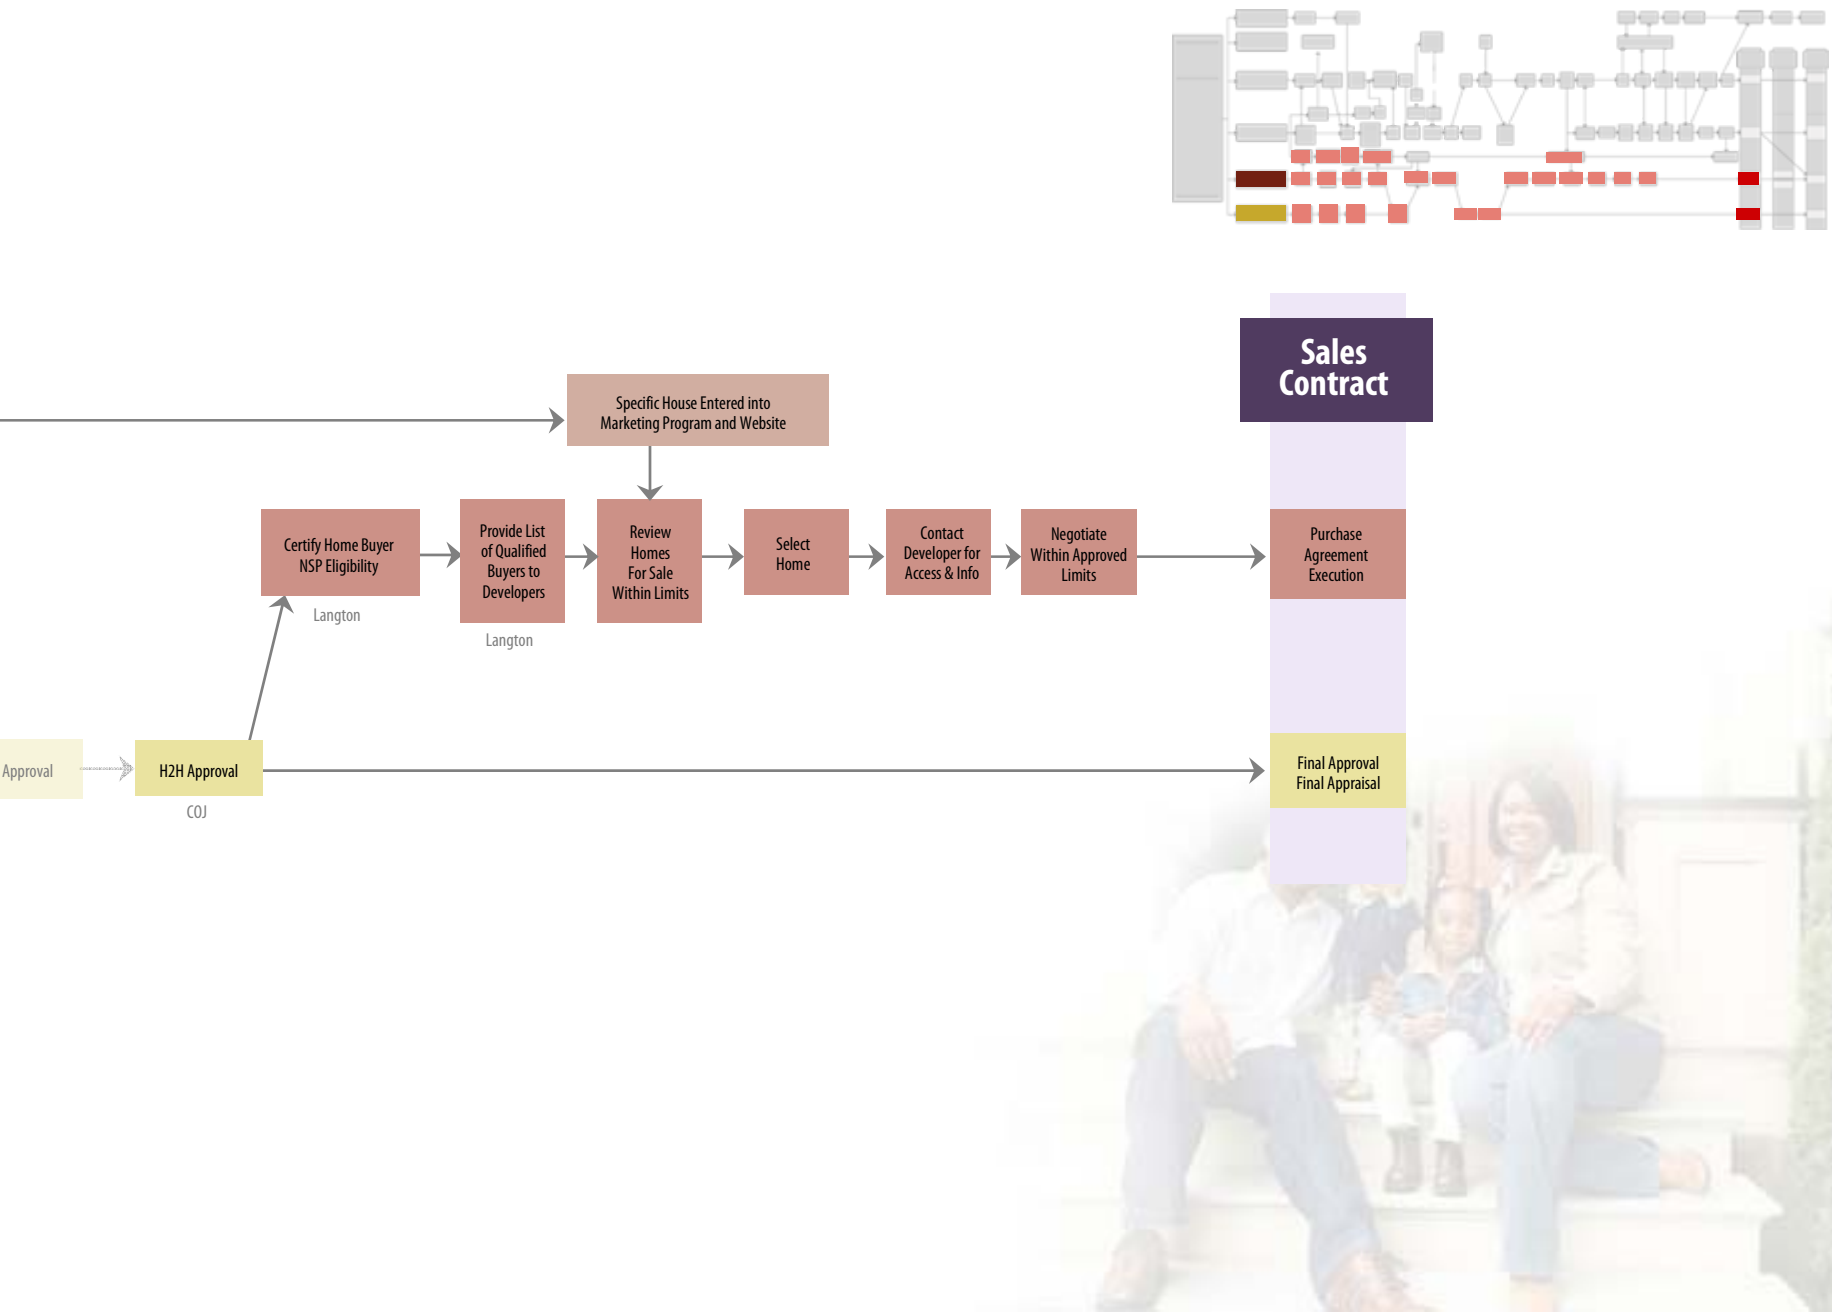 Sales
Contract
Specific House Entered into
Marketing Program and Website
Certify Home Buyer
NSP Eligibility
Langton
Provide List
of Qualified
Buyers to
Developers
Langton
Review
Homes
For Sale
Within Limits
Select
Home
Contact
Developer for
Access & Info
Negotiate
Within Approved
Limits
Purchase
Agreement
Execution
Approval
H2H Approval
COJ
Final Approval
Final Appraisal